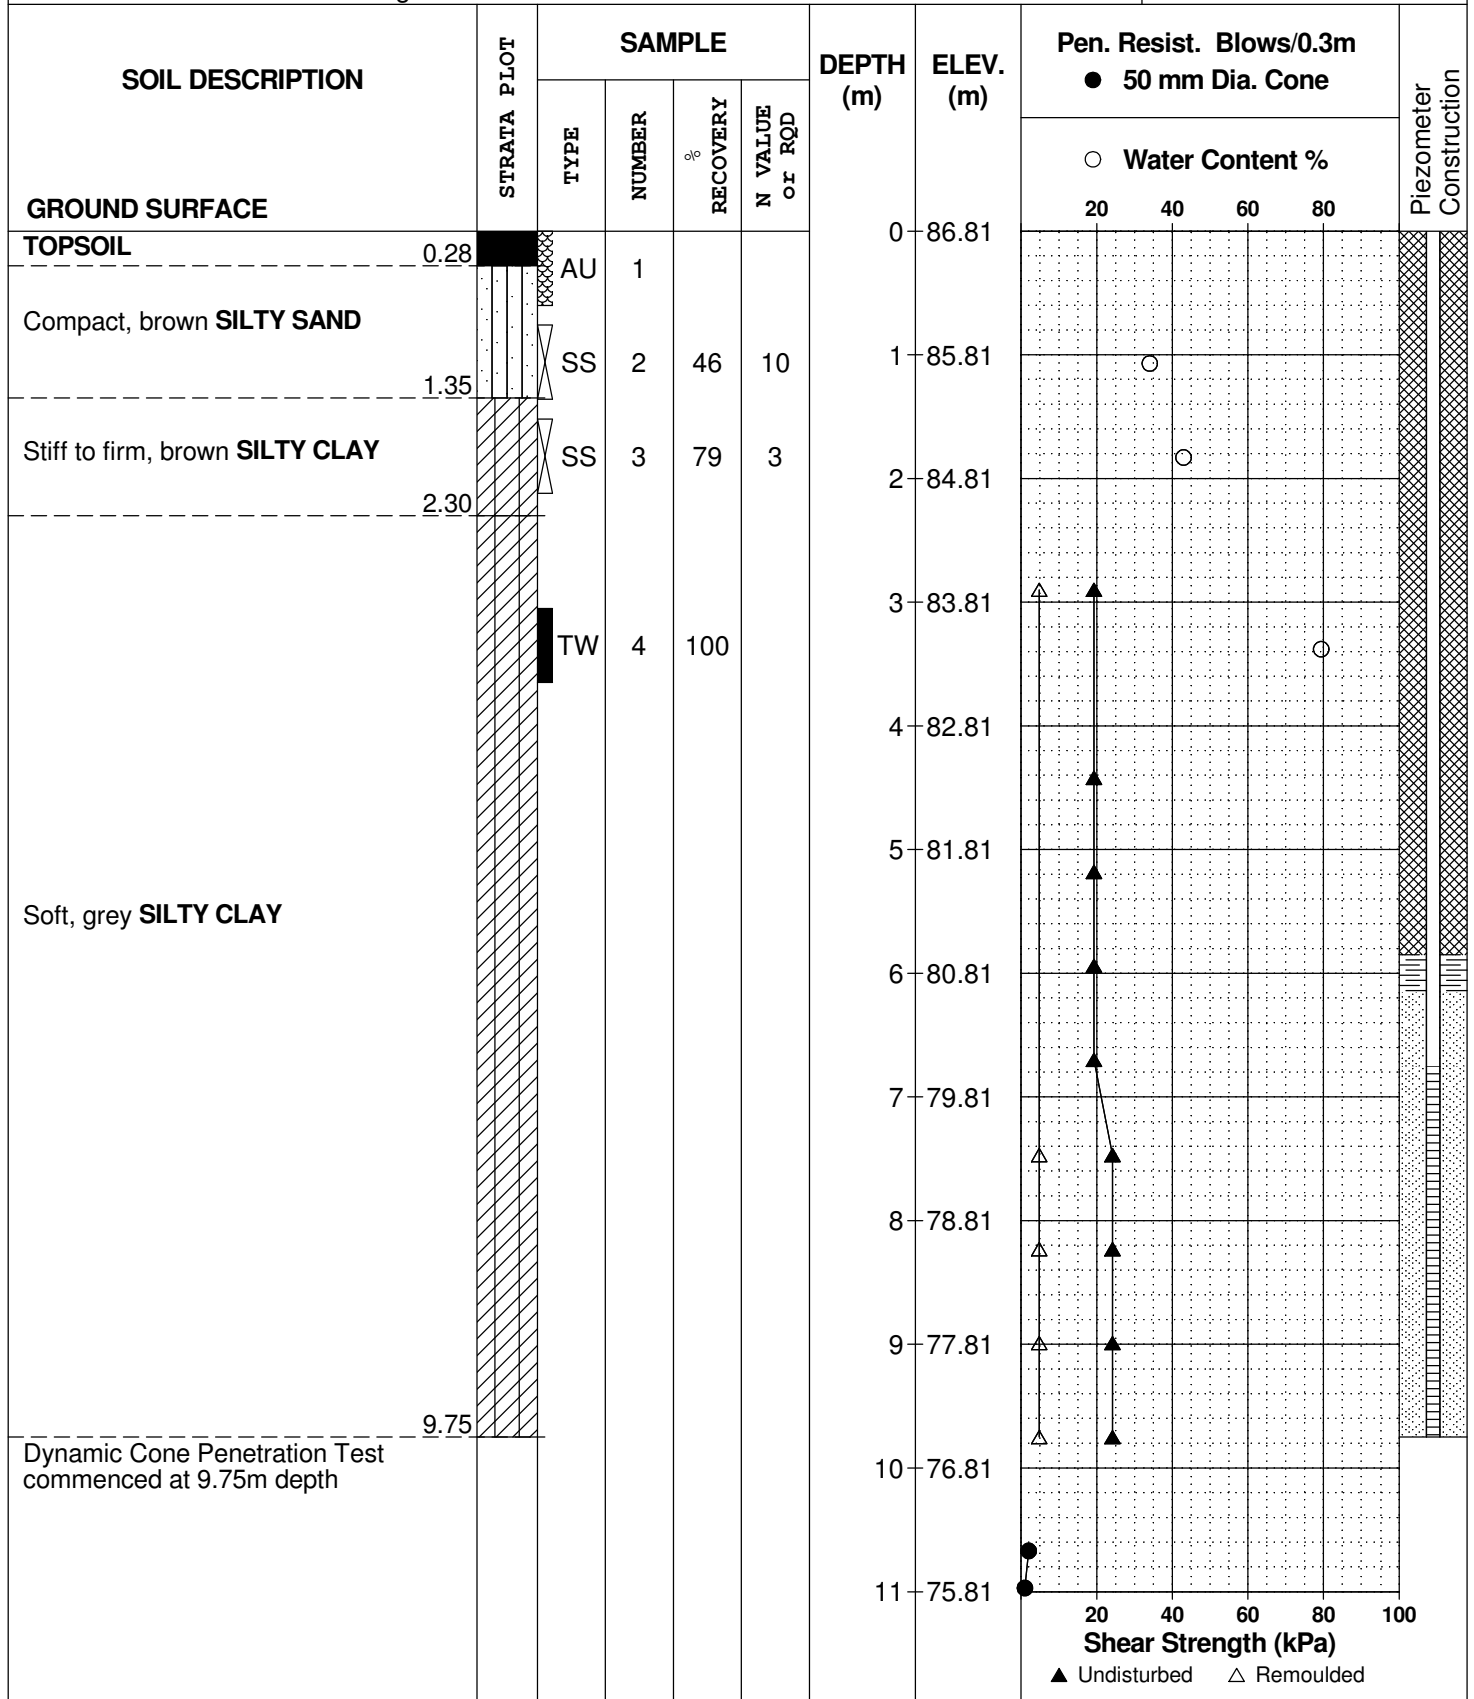 SOIL DESCRIPTION
GROUND SURFACE
STRATA PLOT
SAMPLE
TYPE
NUMBER
%
RECOVERY
N VALUE
or RQD
DEPTH
(m)
ELEV.
(m)
Pen. Resist. Blows/0.3m
● 50 mm Dia. Cone
○ Water Content %
20 40 60 80
Piezometer
Construction
TOPSOIL
0.28
Compact, brown SILTY SAND
1.35
Stiff to firm, brown SILTY CLAY
2.30
Soft, grey SILTY CLAY
9.75
Dynamic Cone Penetration Test
commenced at 9.75m depth
AU 1
SS 2 46 10
SS 3 79 3
TW 4 100
0 86.81
1 85.81
2 84.81
3 83.81
4 82.81
5 81.81
6 80.81
7 79.81
8 78.81
9 77.81
10 76.81
11 75.81
20 40 60 80 100
Shear Strength (kPa)
▲ Undisturbed △ Remoulded